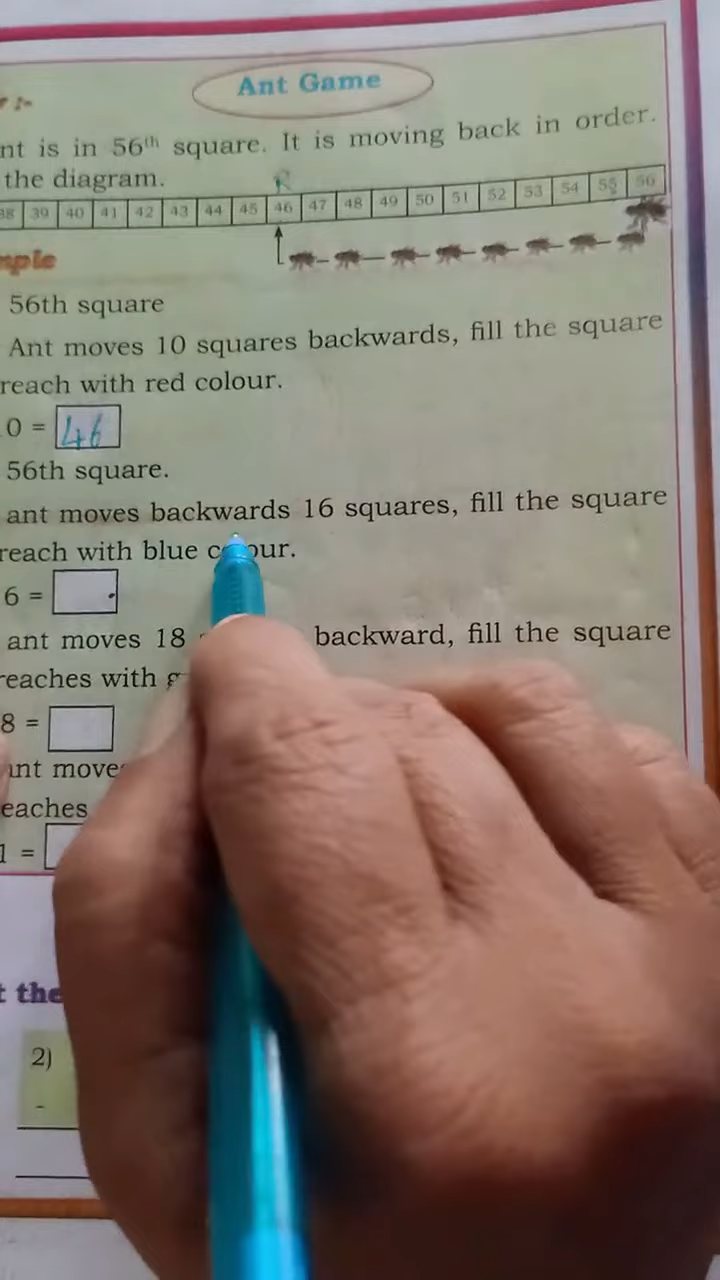 Ant Game
nt is in 56th square. It is moving back in order.
the diagram.
R
38 39 40 41 42 43 44 45 46 47 48 49 50 51 52 53 54 55 56
mple
56th square
Ant moves 10 squares backwards, fill the square
reach with red colour.
0 = 46
56th square.
ant moves backwards 16 squares, fill the square
reach with blue c our.
6 =
ant moves 18 backward, fill the square
reaches with g
8 =
ant move
eaches
1 =
t the
2)
-